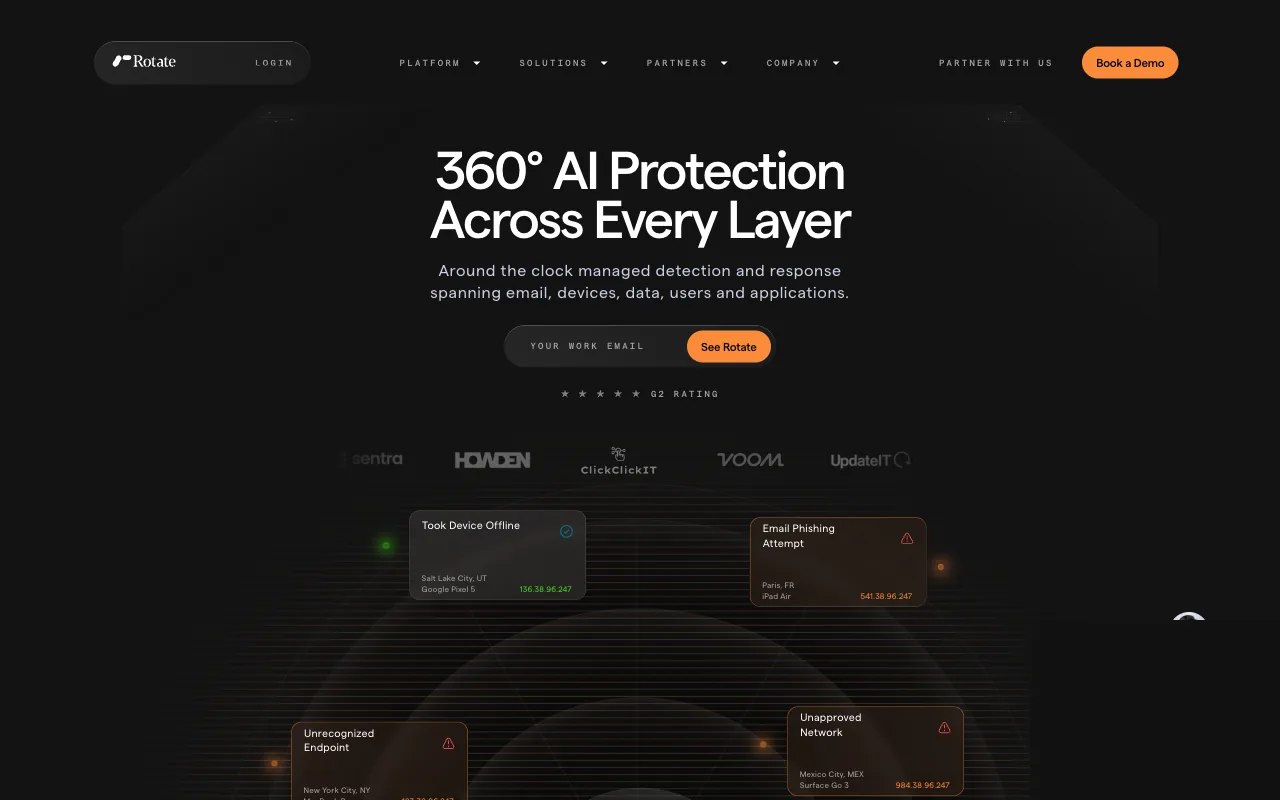 Rotate
LOGIN
PLATFORM
SOLUTIONS
PARTNERS
COMPANY
PARTNER WITH US
Book a Demo
360° AI Protection
Across Every Layer
Around the clock managed detection and response
spanning email, devices, data, users and applications.
YOUR WORK EMAIL
See Rotate
★ ★ ★ ★ ★ G2 RATING
sentra
HOWDEN
ClickClickIT
VOOM
UpdateIT
Took Device Offline
Salt Lake City, UT
Google Pixel 5
136.38.96.247
Email Phishing
Attempt
Paris, FR
iPad Air
541.38.96.247
Unrecognized
Endpoint
New York City, NY
Unapproved
Network
Mexico City, MEX
Surface Go 3
984.38.96.247